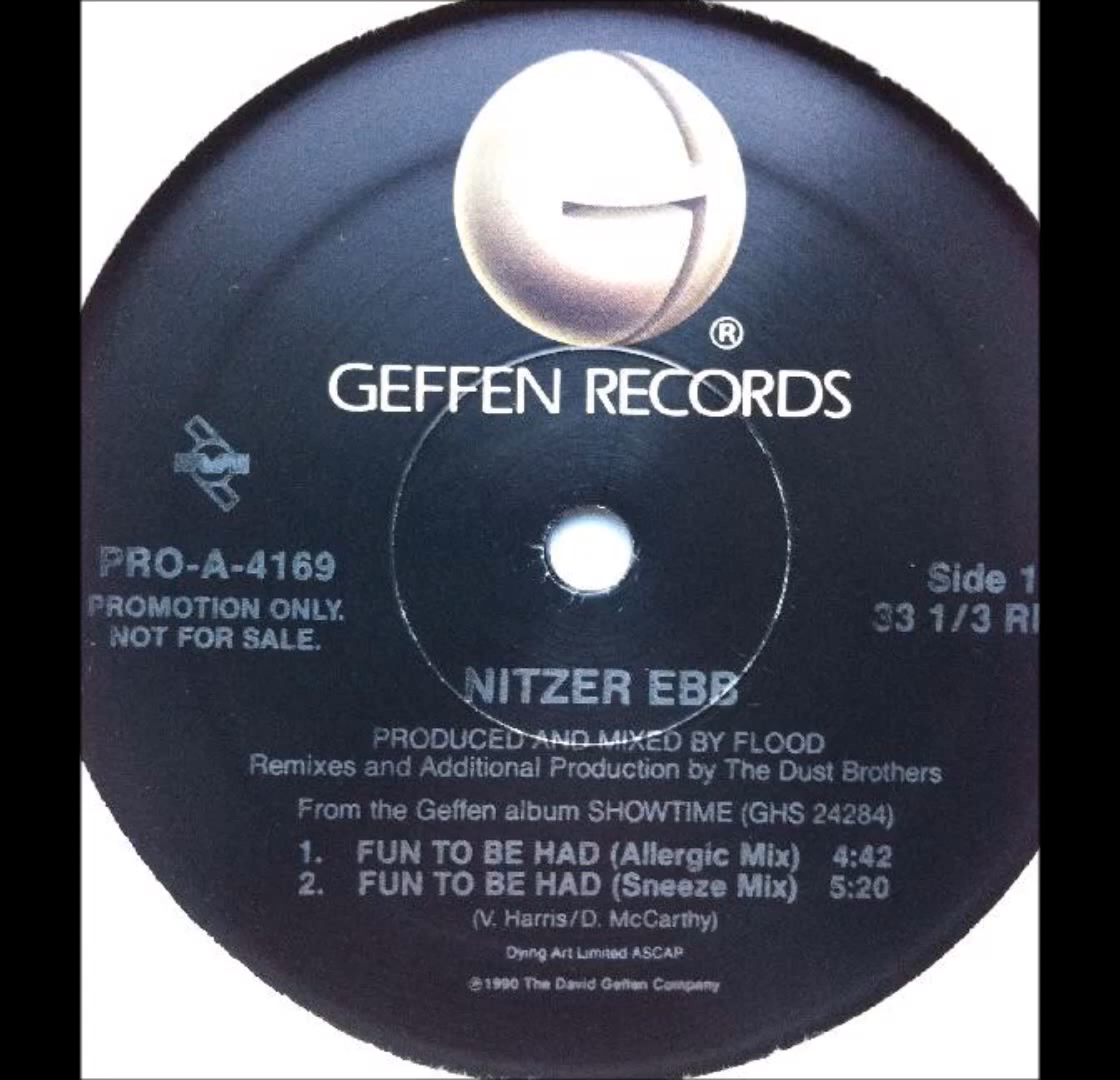 ®
GEFFEN RECORDS
PRO-A-4169
PROMOTION ONLY.
NOT FOR SALE.
Side 1
33 1/3
NITZER EBB
PRODUCED AND MIXED BY FLOOD
Remixes and Additional Production by The Dust Brothers
From the Geffen album SHOWTIME (GHS 24284)
1. FUN TO BE HAD (Allergic Mix) 4:42
2. FUN TO BE HAD (Sneeze Mix) 5:20
(V. Harris/D. McCarthy)
Dying Art Limited ASCAP
℗1990 The David Geffen Company